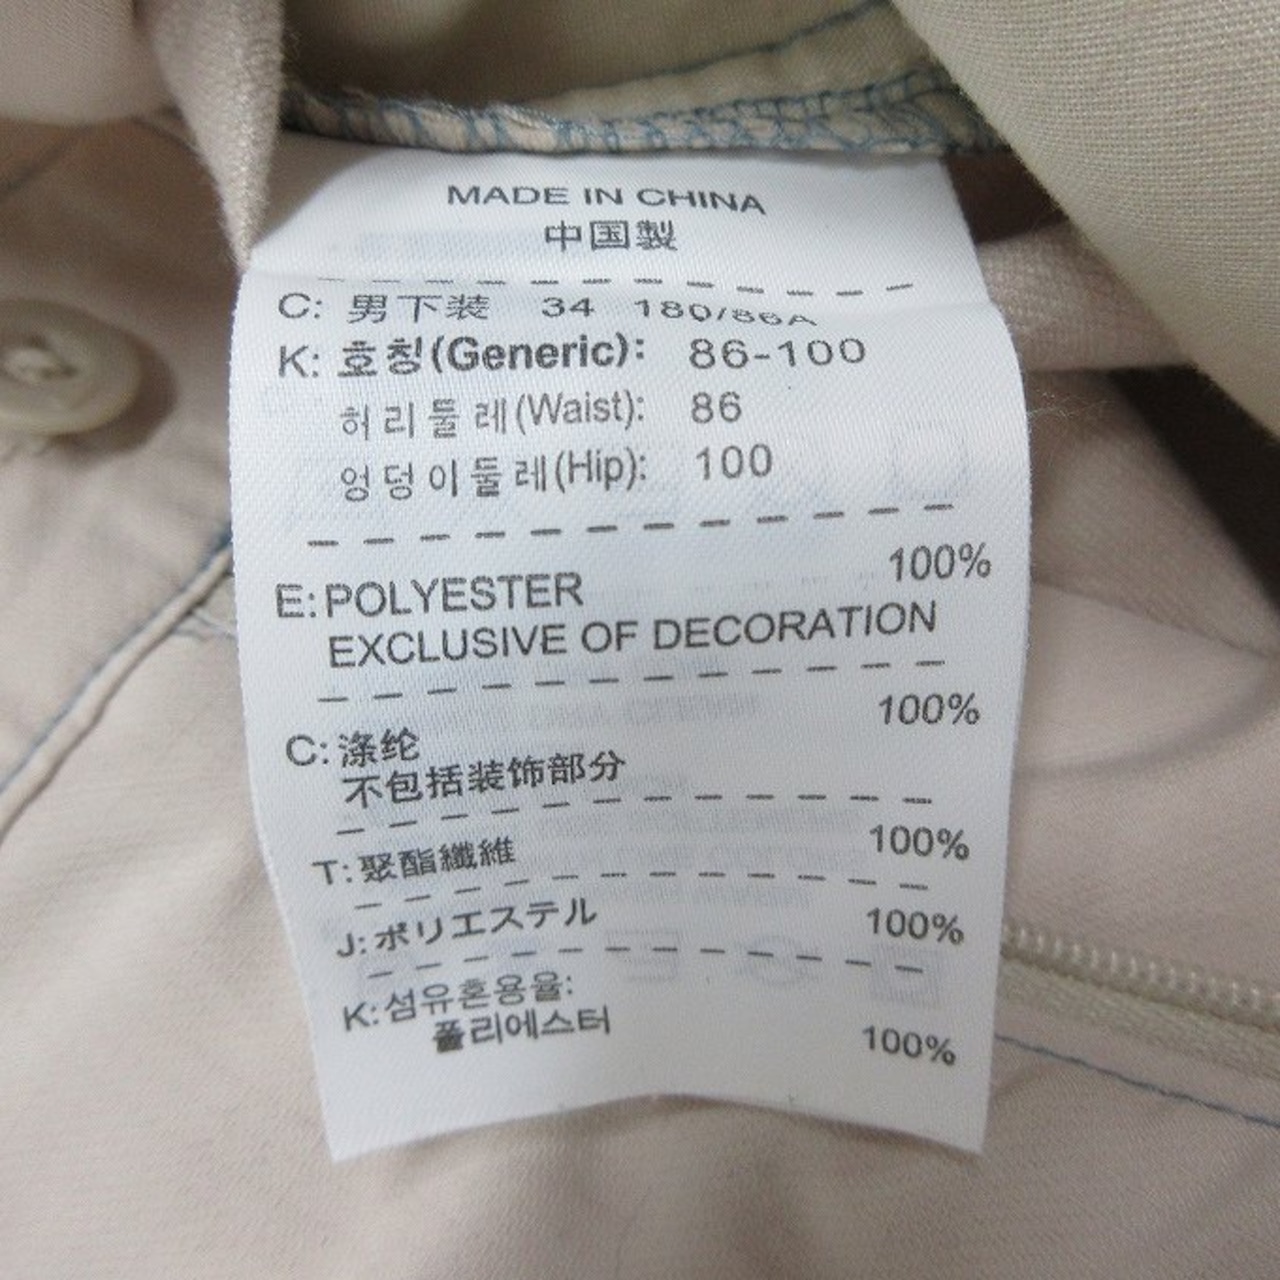 MADE IN CHINA
中国製
C: 男下装 34 180/86A
K: 호칭(Generic): 86-100
허리둘레(Waist): 86
엉덩이둘레(Hip): 100
E: POLYESTER 100%
EXCLUSIVE OF DECORATION
C: 涤纶 100%
不包括装饰部分
T: 聚酯纖維 100%
J: ポリエステル 100%
K: 섬유혼용율:
폴리에스터 100%